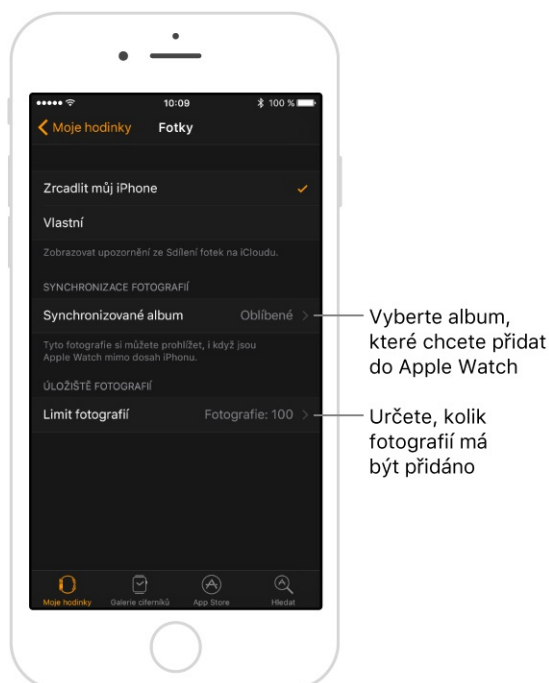 10:09
100 %
Moje hodinky
Fotky
Zrcadlit můj iPhone
Vlastní
Zobrazovat upozornění ze Sdílení fotek na iCloudu.
SYNCHRONIZACE FOTOGRAFIÍ
Synchronizované album
Oblíbené
Tyto fotografie si můžete prohlížet, i když jsou
Apple Watch mimo dosah iPhonu.
ÚLOŽIŠTĚ FOTOGRAFIÍ
Limit fotografií
Fotografie: 100
Moje hodinky
Galerie ciferníků
App Store
Hledat
Vyberte album,
které chcete přidat
do Apple Watch
Určete, kolik
fotografií má
být přidáno